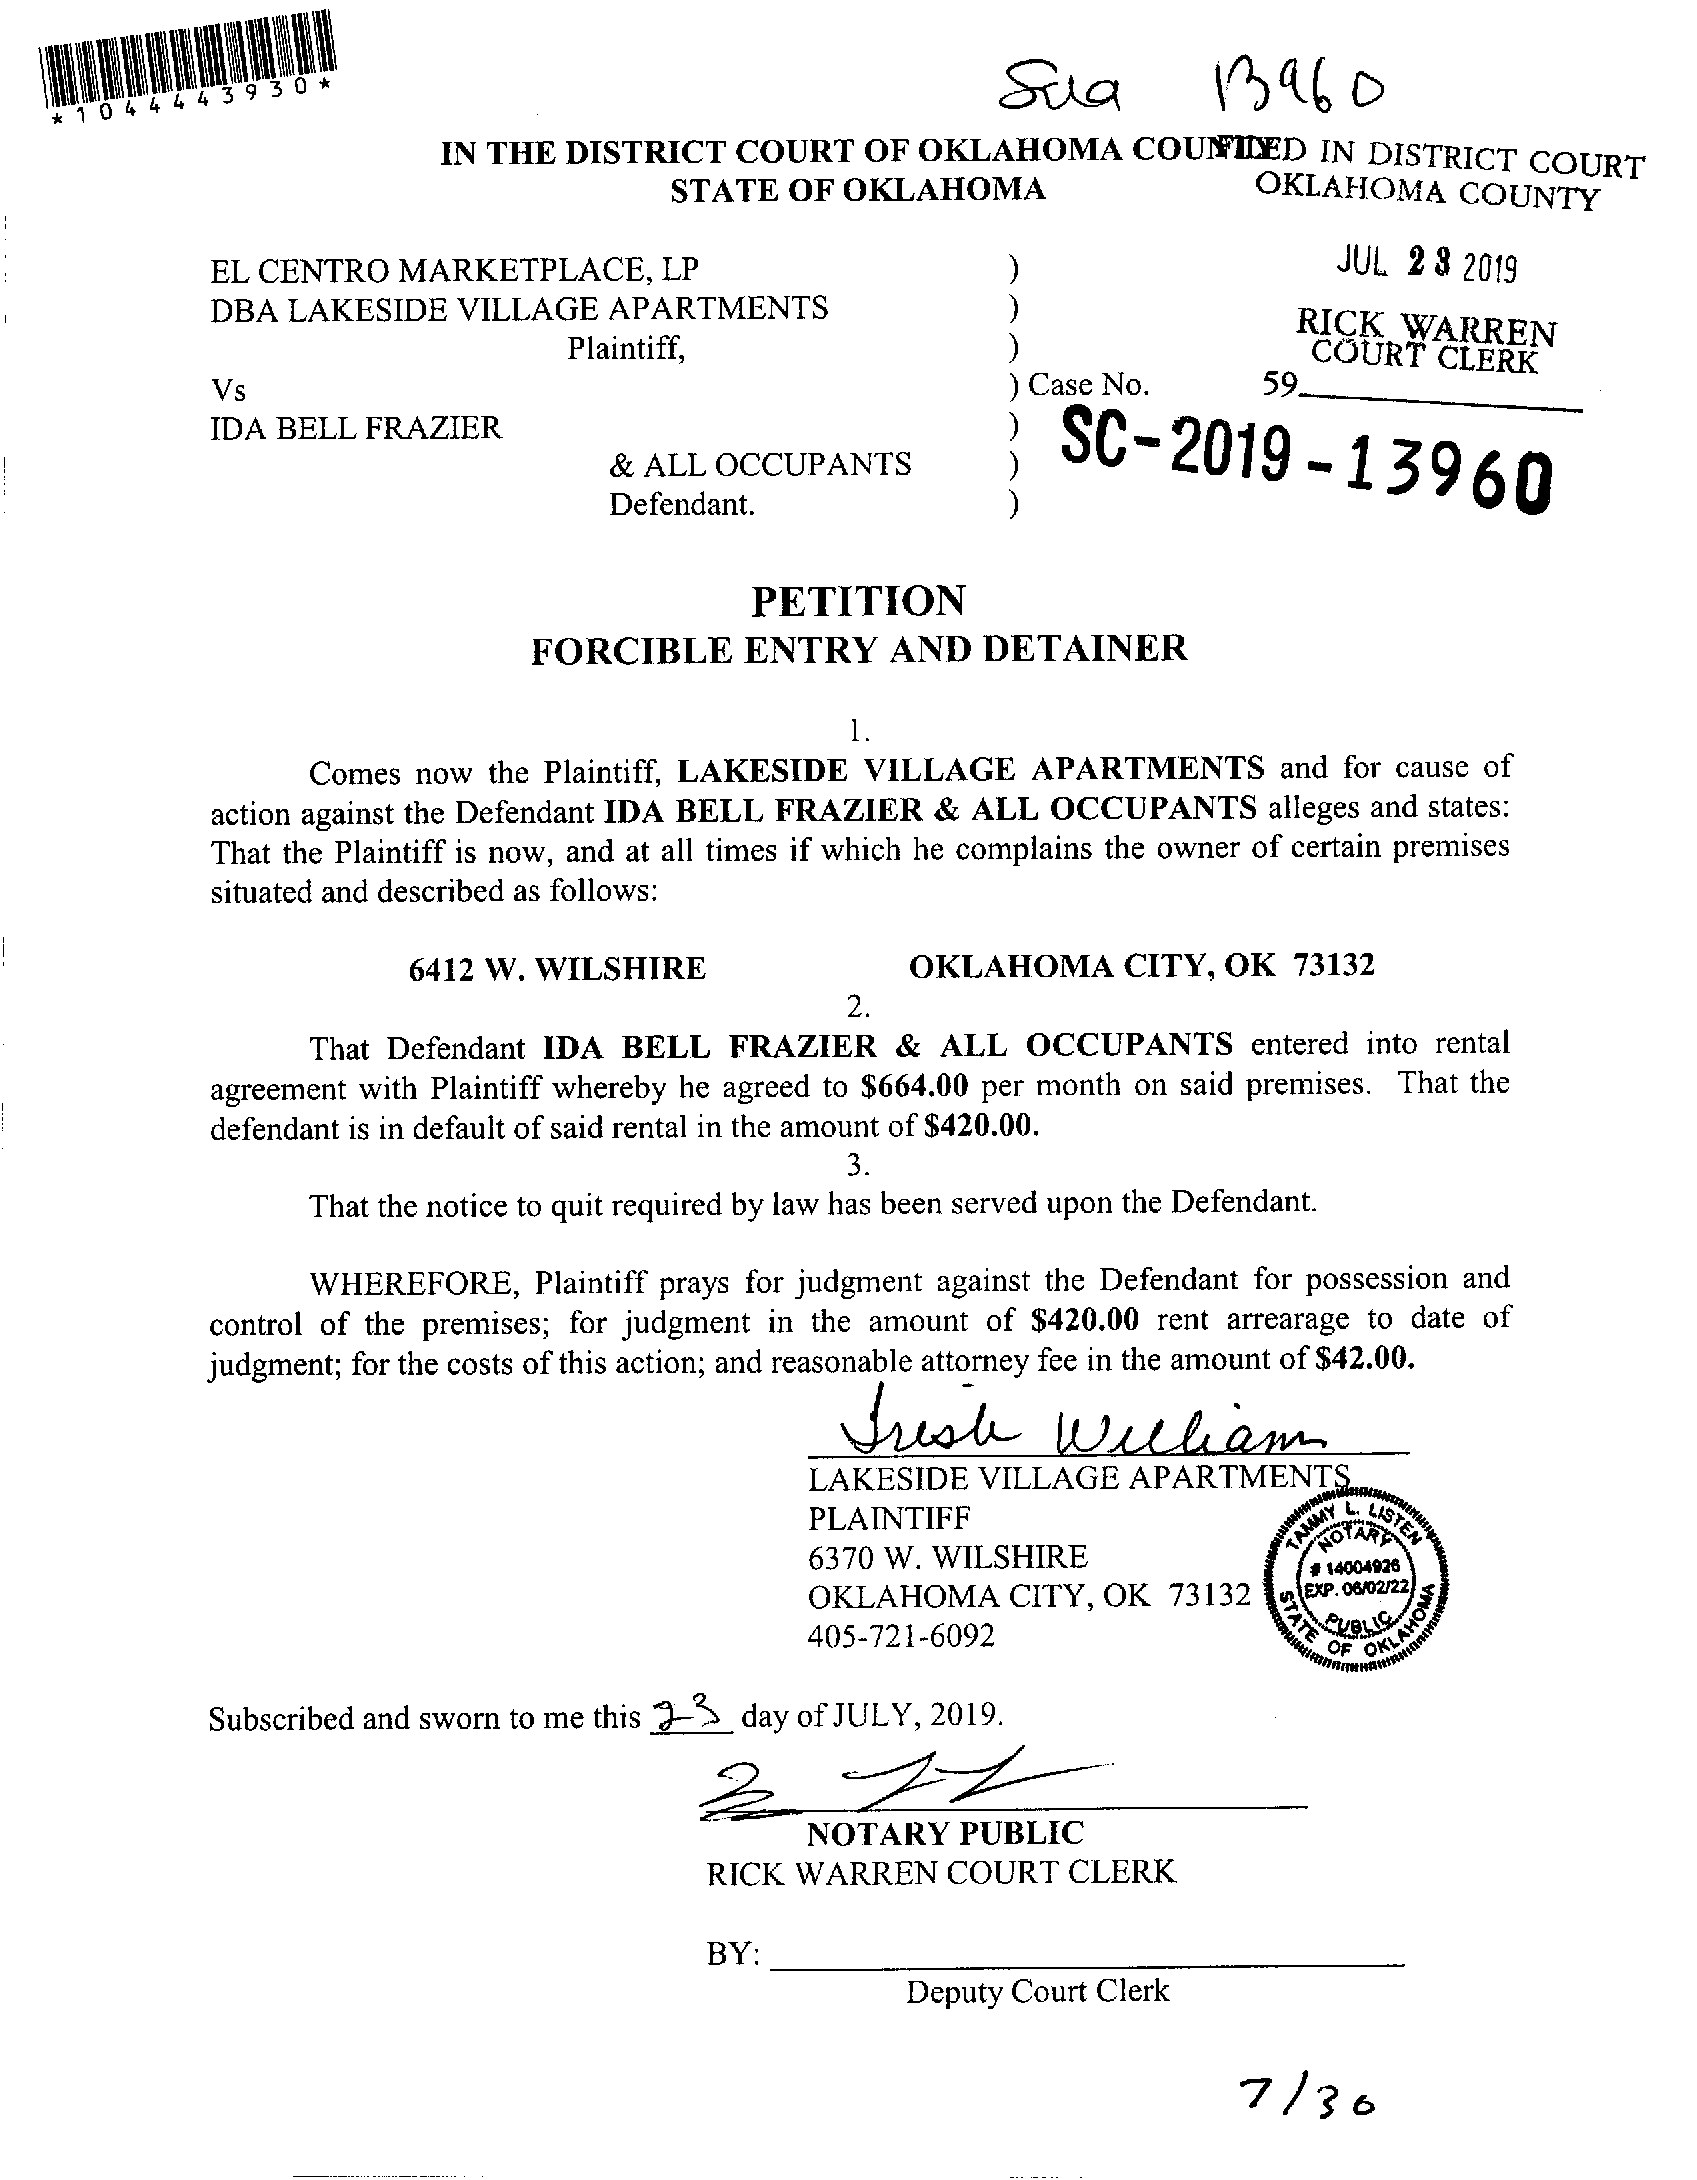 *1044443930*
13960
IN THE DISTRICT COURT OF OKLAHOMA COUNTY
STATE OF OKLAHOMA
FILED IN DISTRICT COURT
OKLAHOMA COUNTY
JUL 23 2019
RICK WARREN
COURT CLERK
59
EL CENTRO MARKETPLACE, LP )
DBA LAKESIDE VILLAGE APARTMENTS )
Plaintiff, )
Vs ) Case No.
IDA BELL FRAZIER )
& ALL OCCUPANTS )
Defendant. )
SC-2019-13960
PETITION
FORCIBLE ENTRY AND DETAINER
1.
Comes now the Plaintiff, LAKESIDE VILLAGE APARTMENTS and for cause of
action against the Defendant IDA BELL FRAZIER & ALL OCCUPANTS alleges and states:
That the Plaintiff is now, and at all times if which he complains the owner of certain premises
situated and described as follows:
6412 W. WILSHIRE OKLAHOMA CITY, OK 73132
2.
That Defendant IDA BELL FRAZIER & ALL OCCUPANTS entered into rental
agreement with Plaintiff whereby he agreed to $664.00 per month on said premises. That the
defendant is in default of said rental in the amount of $420.00.
3.
That the notice to quit required by law has been served upon the Defendant.
WHEREFORE, Plaintiff prays for judgment against the Defendant for possession and
control of the premises; for judgment in the amount of $420.00 rent arrearage to date of
judgment; for the costs of this action; and reasonable attorney fee in the amount of $42.00.
Williams
LAKESIDE VILLAGE APARTMENTS
PLAINTIFF
6370 W. WILSHIRE
OKLAHOMA CITY, OK 73132
405-721-6092
TAMMY L. LISTEN
NOTARY
# 14004926
EXP. 06/02/22
PUBLIC
STATE OF OKLAHOMA
Subscribed and sworn to me this 23 day of JULY, 2019.
NOTARY PUBLIC
RICK WARREN COURT CLERK
BY:
Deputy Court Clerk
7/30